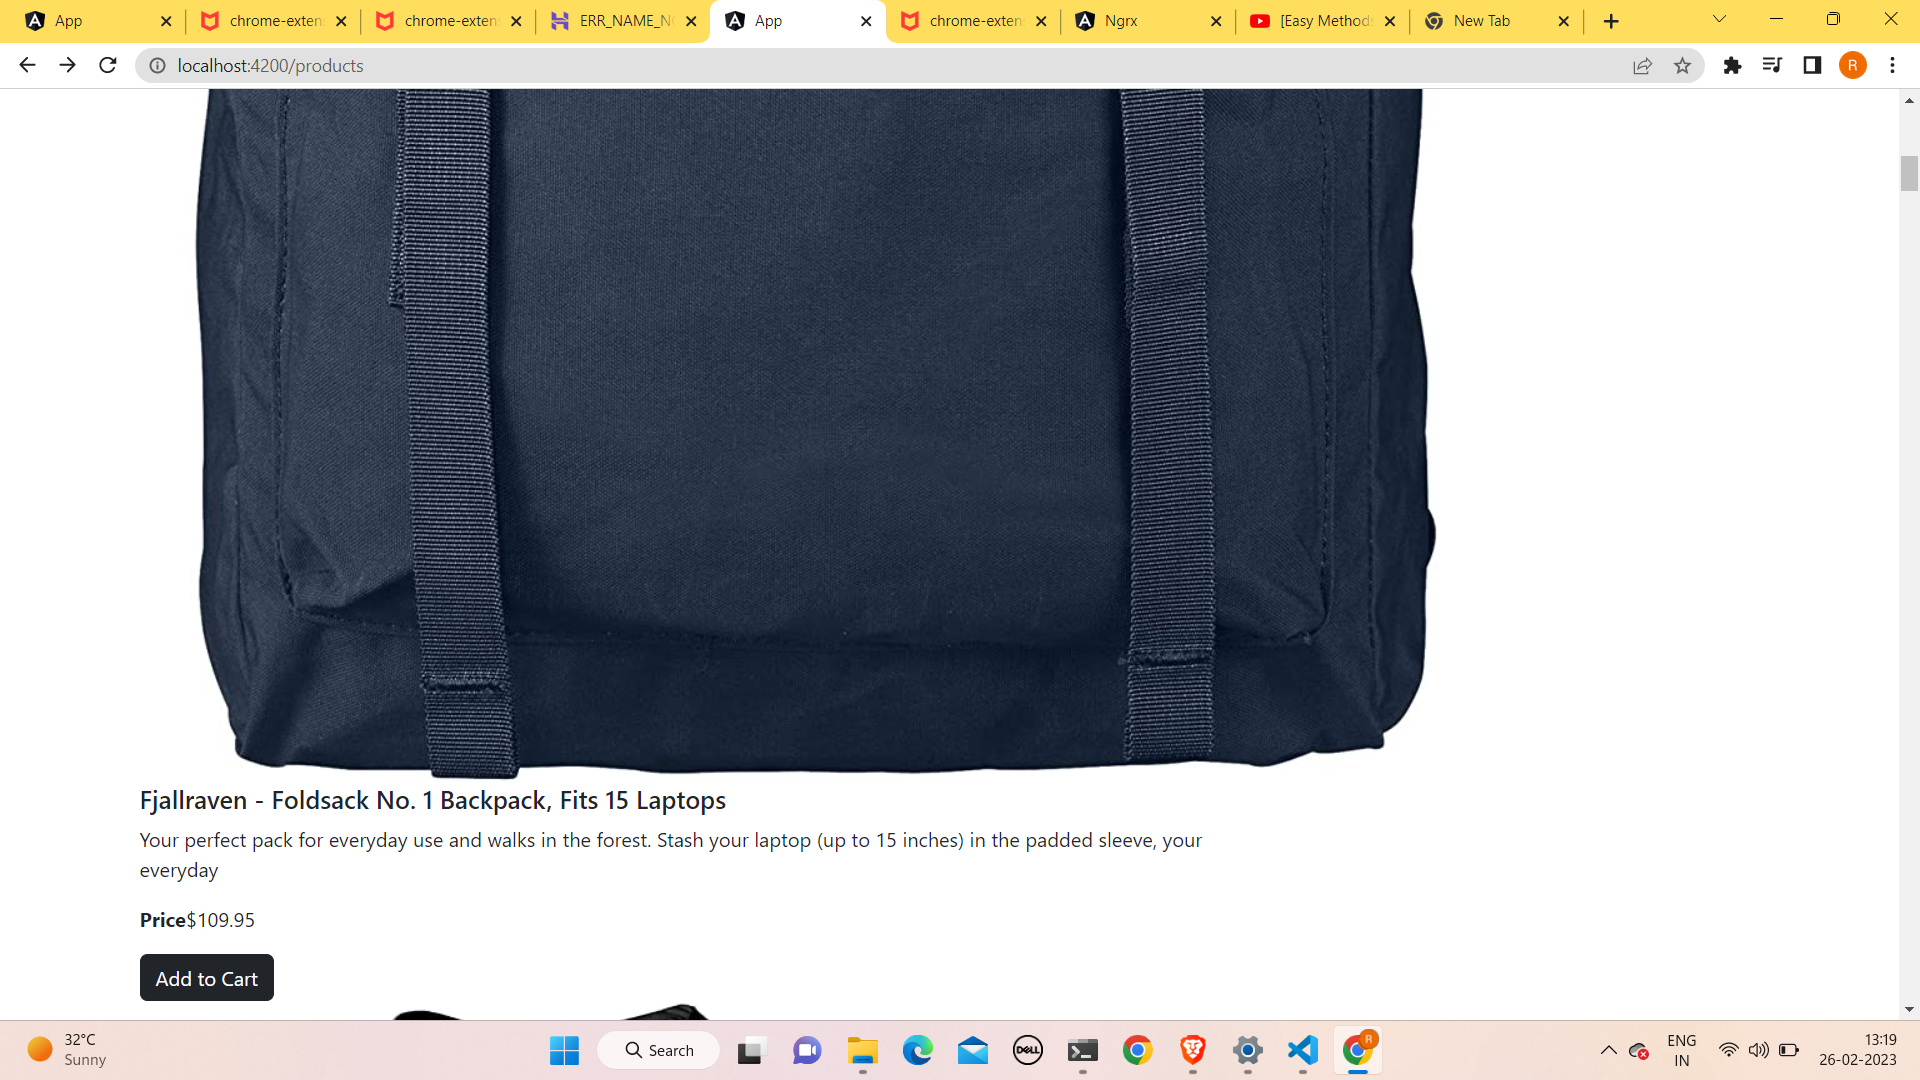 App
chrome-exten
chrome-exten
ERR_NAME_N
App
chrome-exten
Ngrx
[Easy Methods
New Tab
localhost:4200/products
R
Fjallraven - Foldsack No. 1 Backpack, Fits 15 Laptops
Your perfect pack for everyday use and walks in the forest. Stash your laptop (up to 15 inches) in the padded sleeve, your
everyday
Price$109.95
Add to Cart
32°C
Sunny
Search
DELL
R
ENG
IN
13:19
26-02-2023